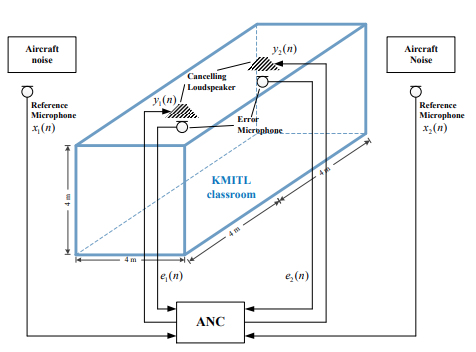 Aircraft
noise
Aircraft
Noise
y₂(n)
Cancelling
Loudspeaker
y₁(n)
Reference
Microphone
x₁(n)
Error
Microphone
Reference
Microphone
x₂(n)
KMITL
classroom
4 m
4 m
4 m
4 m
e₁(n)
e₂(n)
ANC